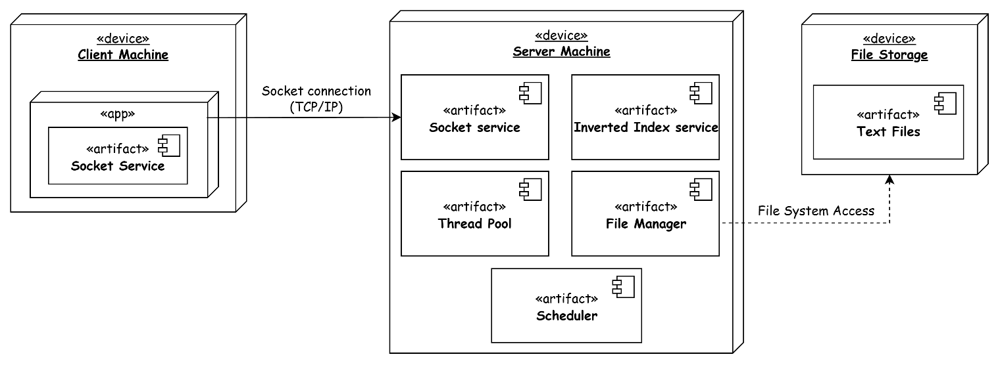 «device»
Client Machine
«app»
«artifact»
Socket Service
Socket connection
(TCP/IP)
«device»
Server Machine
«artifact»
Socket service
«artifact»
Inverted Index service
«artifact»
Thread Pool
«artifact»
File Manager
«artifact»
Scheduler
File System Access
«device»
File Storage
«artifact»
Text Files